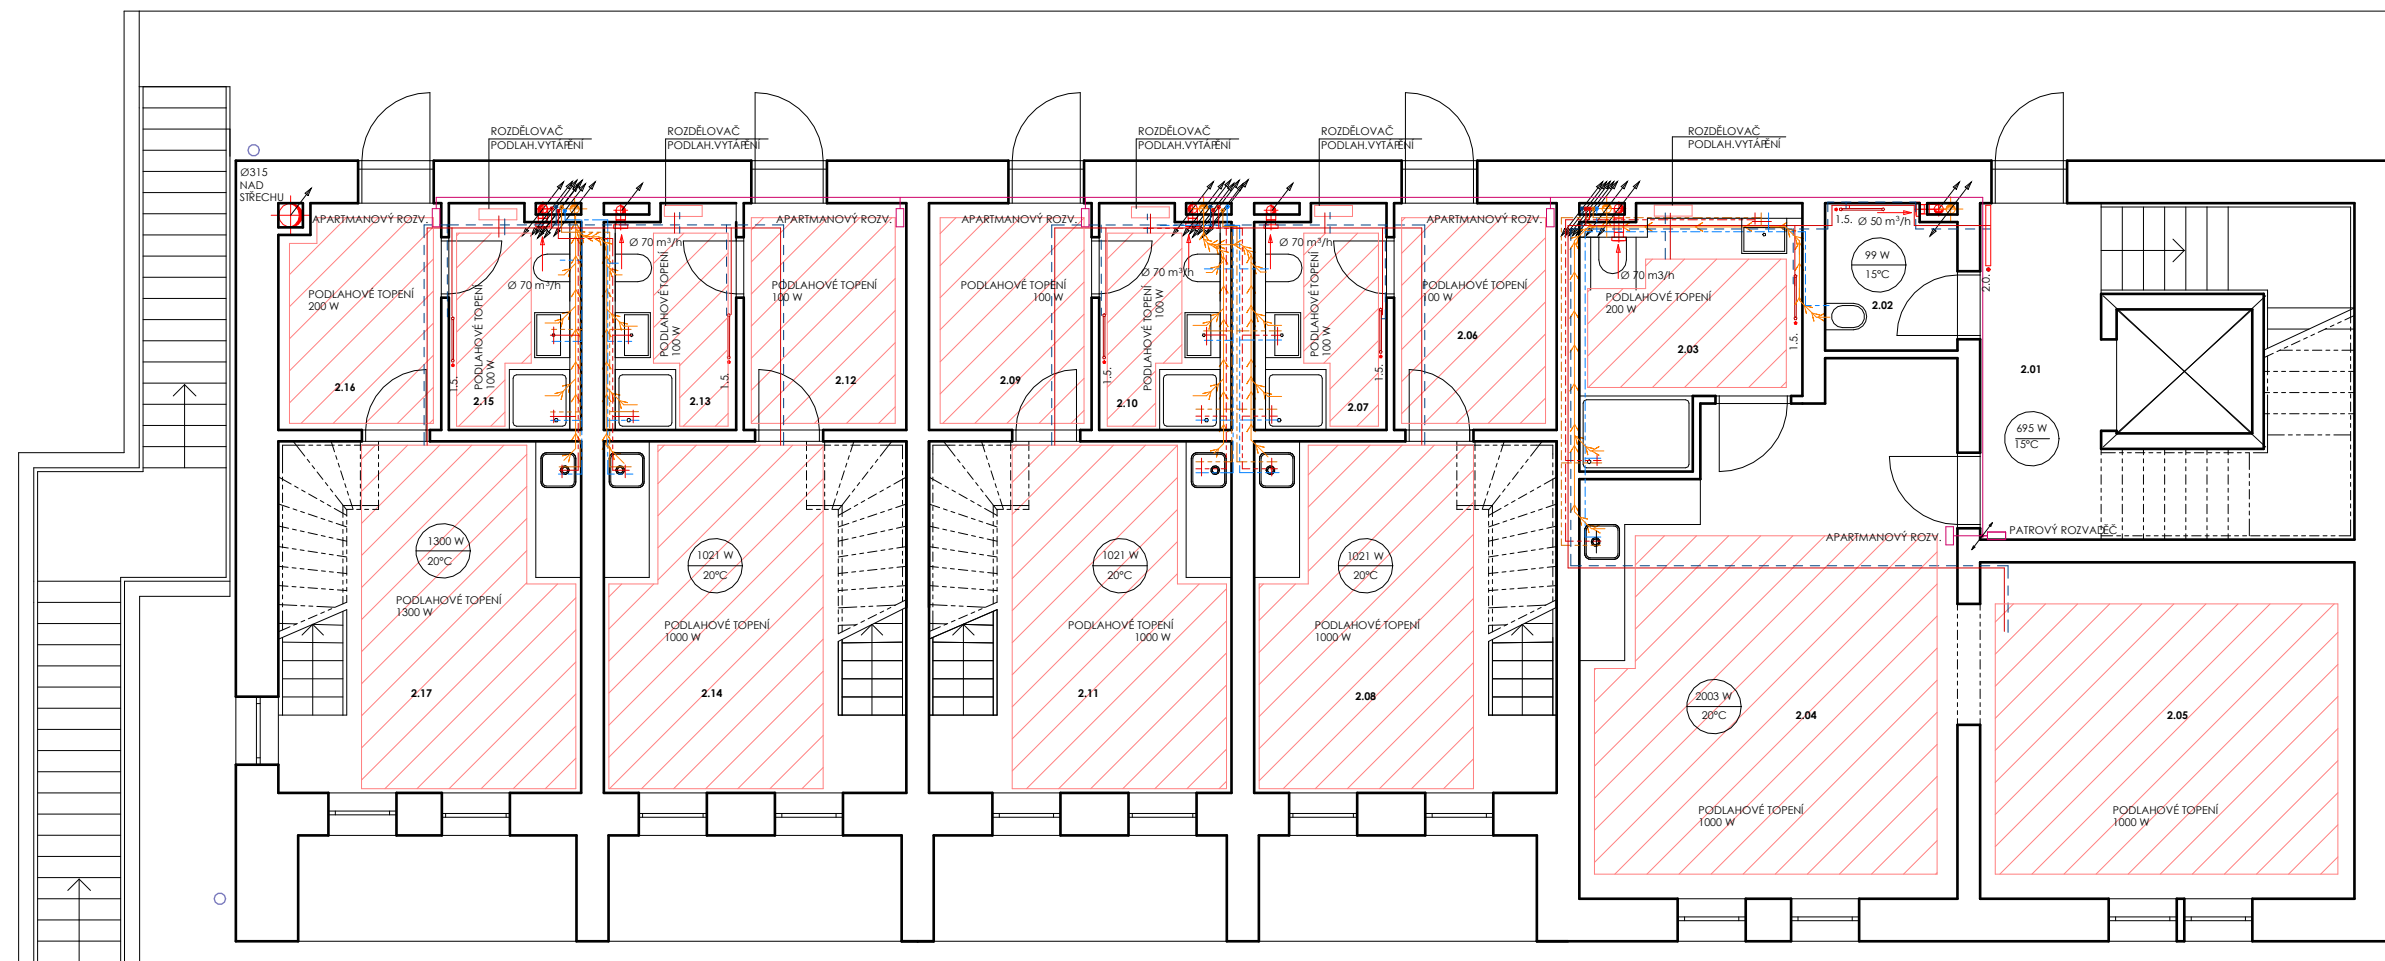 ROZDĚLOVAČ
PODLAH.VYTÁPĚNÍ
ROZDĚLOVAČ
PODLAH.VYTÁPĚNÍ
ROZDĚLOVAČ
PODLAH.VYTÁPĚNÍ
ROZDĚLOVAČ
PODLAH.VYTÁPĚNÍ
ROZDĚLOVAČ
PODLAH.VYTÁPĚNÍ
Ø315
NAD
STŘECHU
APARTMANOVÝ ROZV.
APARTMANOVÝ ROZV.
APARTMANOVÝ ROZV.
APARTMANOVÝ ROZV.
1.5.
Ø 50 m³/h
PODLAHOVÉ TOPENÍ
200 W
2.16
Ø 70 m³/h
PODLAHOVÉ TOPENÍ
100 W
1.5.
2.15
Ø 70 m³/h
PODLAHOVÉ TOPENÍ
100 W
1.5.
2.13
PODLAHOVÉ TOPENÍ
100 W
2.12
PODLAHOVÉ TOPENÍ
100 W
2.09
Ø 70 m³/h
PODLAHOVÉ TOPENÍ
100 W
1.5.
2.10
Ø 70 m³/h
PODLAHOVÉ TOPENÍ
100 W
1.5.
2.07
PODLAHOVÉ TOPENÍ
100 W
2.06
Ø 70 m3/h
PODLAHOVÉ TOPENÍ
200 W
2.03
1.5.
99 W
15°C
2.02
2.0.
2.01
695 W
15°C
1300 W
20°C
PODLAHOVÉ TOPENÍ
1300 W
2.17
1021 W
20°C
PODLAHOVÉ TOPENÍ
1000 W
2.14
1021 W
20°C
PODLAHOVÉ TOPENÍ
1000 W
2.11
1021 W
20°C
PODLAHOVÉ TOPENÍ
1000 W
2.08
APARTMANOVÝ ROZV.
PATROVÝ ROZVADĚČ
2003 W
20°C
2.04
PODLAHOVÉ TOPENÍ
1000 W
2.05
PODLAHOVÉ TOPENÍ
1000 W